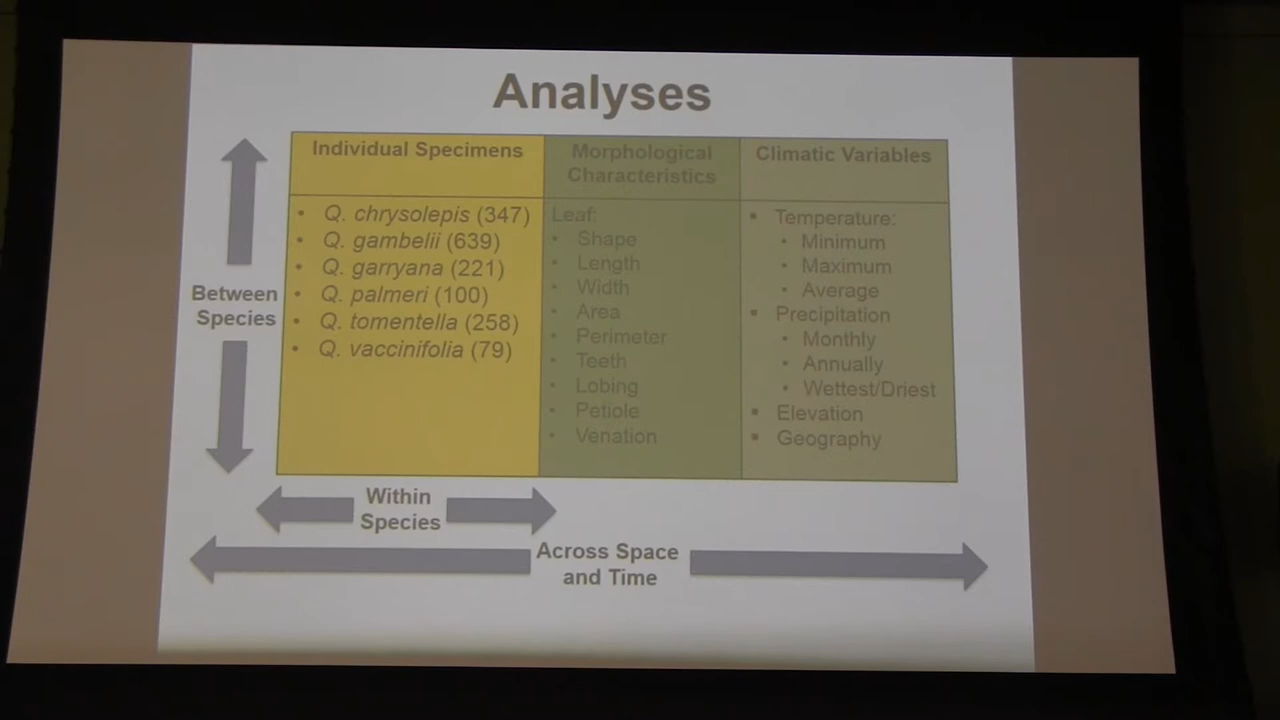 Analyses
Individual Specimens
• Q. chrysolepis (347)
• Q. gambelii (639)
• Q. garryana (221)
• Q. palmeri (100)
• Q. tomentella (258)
• Q. vaccinifolia (79)
Morphological
Characteristics
Leaf:
• Shape
• Length
• Width
• Area
• Perimeter
• Teeth
• Lobing
• Petiole
• Venation
Climatic Variables
▪ Temperature:
• Minimum
• Maximum
• Average
▪ Precipitation
• Monthly
• Annually
• Wettest/Driest
▪ Elevation
▪ Geography
Between
Species
Within
Species
Across Space
and Time